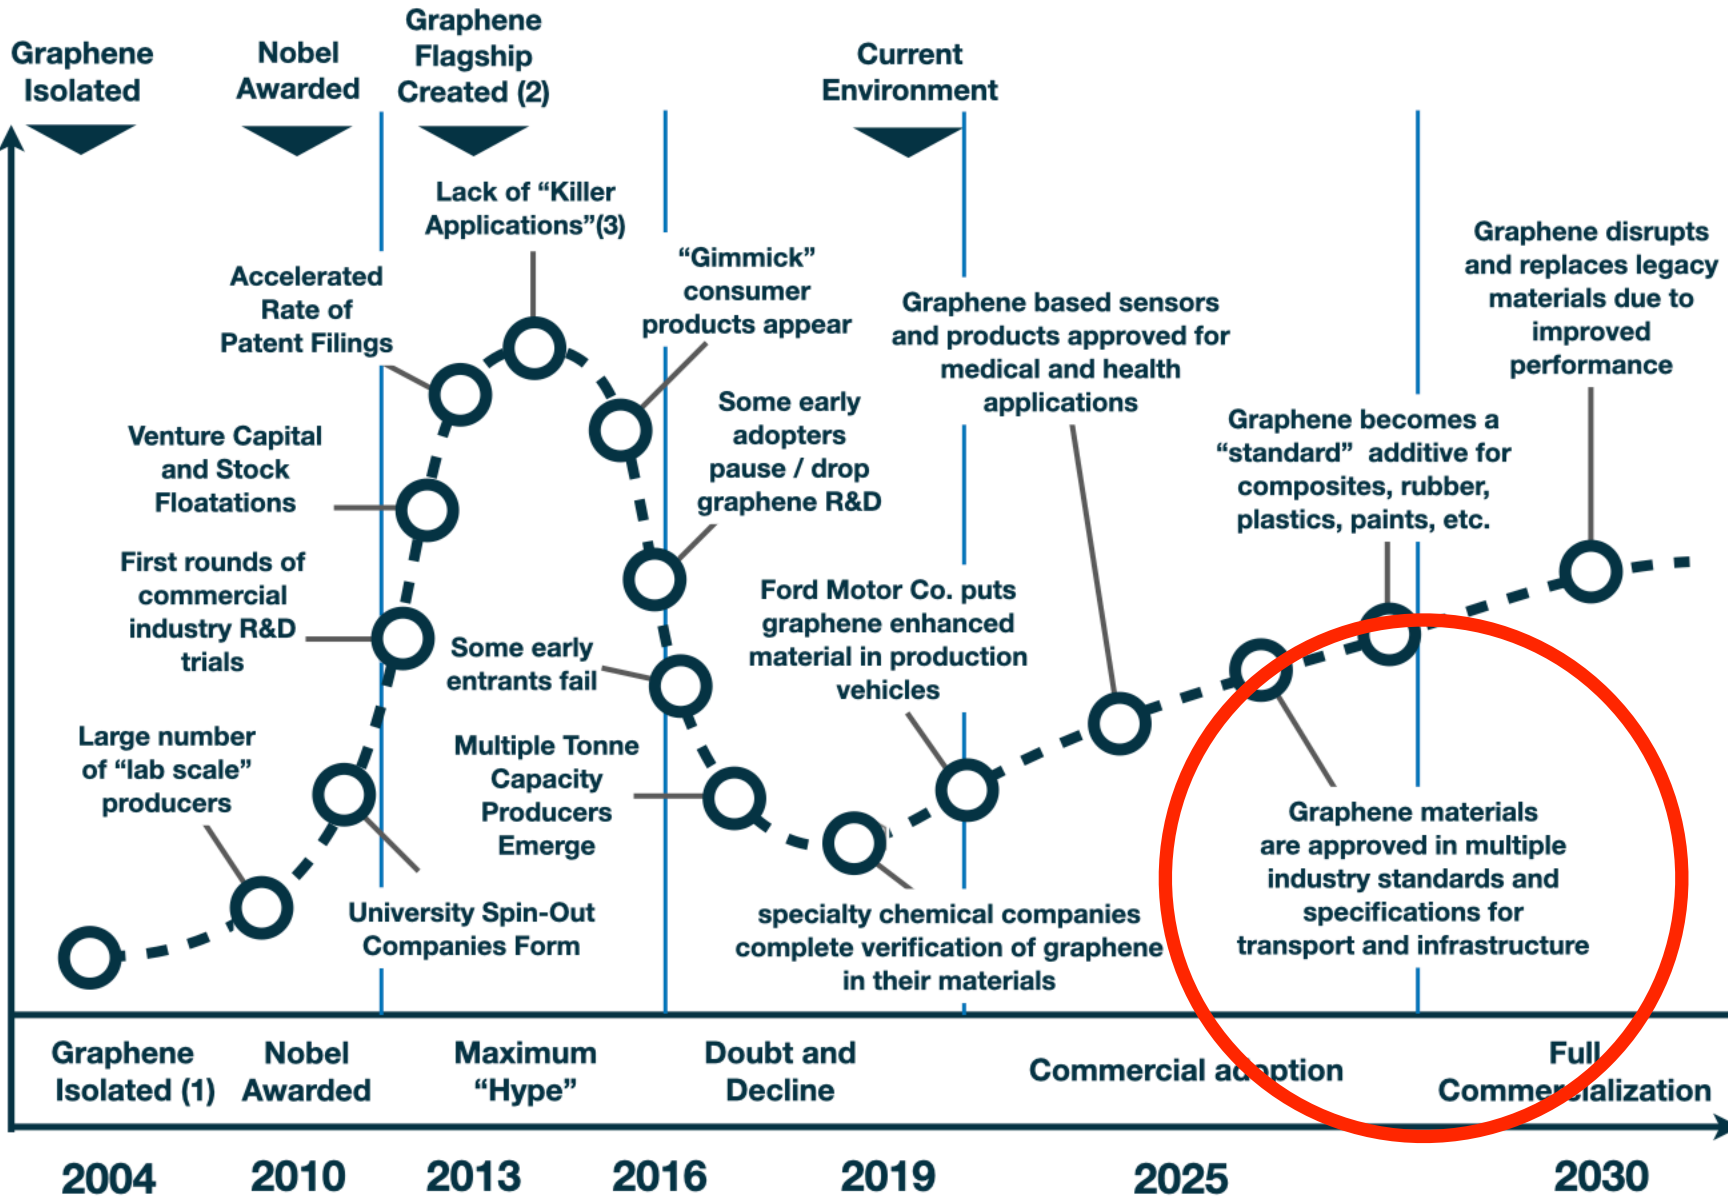 Graphene
Isolated
Nobel
Awarded
Graphene
Flagship
Created (2)
Current
Environment
Lack of “Killer
Applications”(3)
Accelerated
Rate of
Patent Filings
“Gimmick”
consumer
products appear
Venture Capital
and Stock
Floatations
Some early
adopters
pause / drop
graphene R&D
Graphene based sensors
and products approved for
medical and health
applications
Graphene becomes a
“standard” additive for
composites, rubber,
plastics, paints, etc.
Graphene disrupts
and replaces legacy
materials due to
improved
performance
First rounds of
commercial
industry R&D
trials
Some early
entrants fail
Ford Motor Co. puts
graphene enhanced
material in production
vehicles
Large number
of “lab scale”
producers
Multiple Tonne
Capacity
Producers
Emerge
University Spin-Out
Companies Form
specialty chemical companies
complete verification of graphene
in their materials
Graphene materials
are approved in multiple
industry standards and
specifications for
transport and infrastructure
Graphene
Isolated (1)
Nobel
Awarded
Maximum
“Hype”
Doubt and
Decline
Commercial adoption
Full
Commercialization
2004
2010
2013
2016
2019
2025
2030